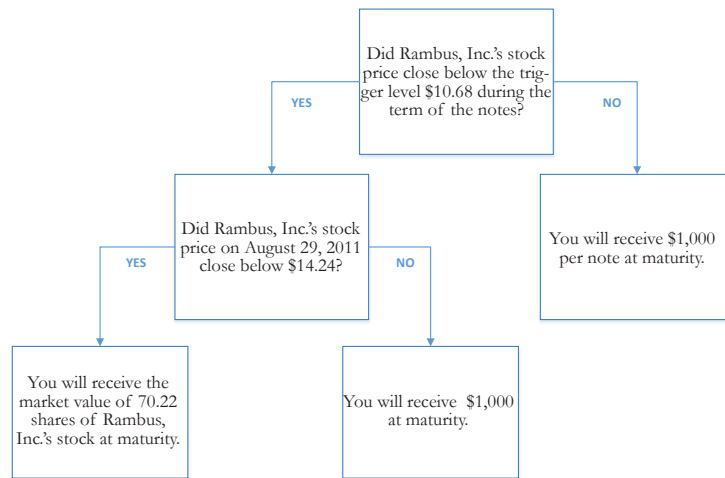 Did Rambus, Inc.'s stock
price close below the trig-
ger level $10.68 during the
term of the notes?
YES
NO
Did Rambus, Inc.'s stock
price on August 29, 2011
close below $14.24?
You will receive $1,000
per note at maturity.
YES
NO
You will receive the
market value of 70.22
shares of Rambus,
Inc.'s stock at maturity.
You will receive $1,000
at maturity.